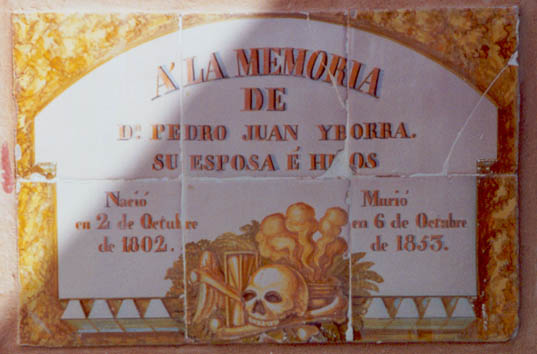 Á LA MEMORIA
DE
Dn. PEDRO JUAN YBORRA.
SU ESPOSA É HIJOS
Nació
en 2 de Octubre
de 1802.
Murió
en 6 de Octubre
de 1853.